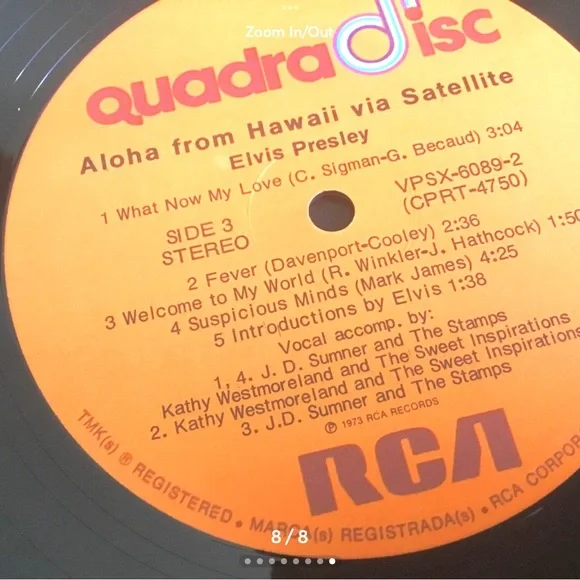 Zoom In/Out
quadradisc
Aloha from Hawaii via Satellite
Elvis Presley
1 What Now My Love (C. Sigman-G. Becaud) 3:04
SIDE 3
STEREO
VPSX-6089-2
(CPRT-4750)
2 Fever (Davenport-Cooley) 2:36
3 Welcome to My World (R. Winkler-J. Hathcock) 1:50
4 Suspicious Minds (Mark James) 4:25
5 Introductions by Elvis 1:38
Vocal accomp. by:
1, 4. J. D. Sumner and The Stamps
Kathy Westmoreland and The Sweet Inspirations
2. Kathy Westmoreland and The Sweet Inspirations
3. J.D. Sumner and The Stamps
℗ 1973 RCA RECORDS
RCA
TMK(s) ® REGISTERED • MARCA(s) REGISTRADA(s) • RCA CORPOR
8/8